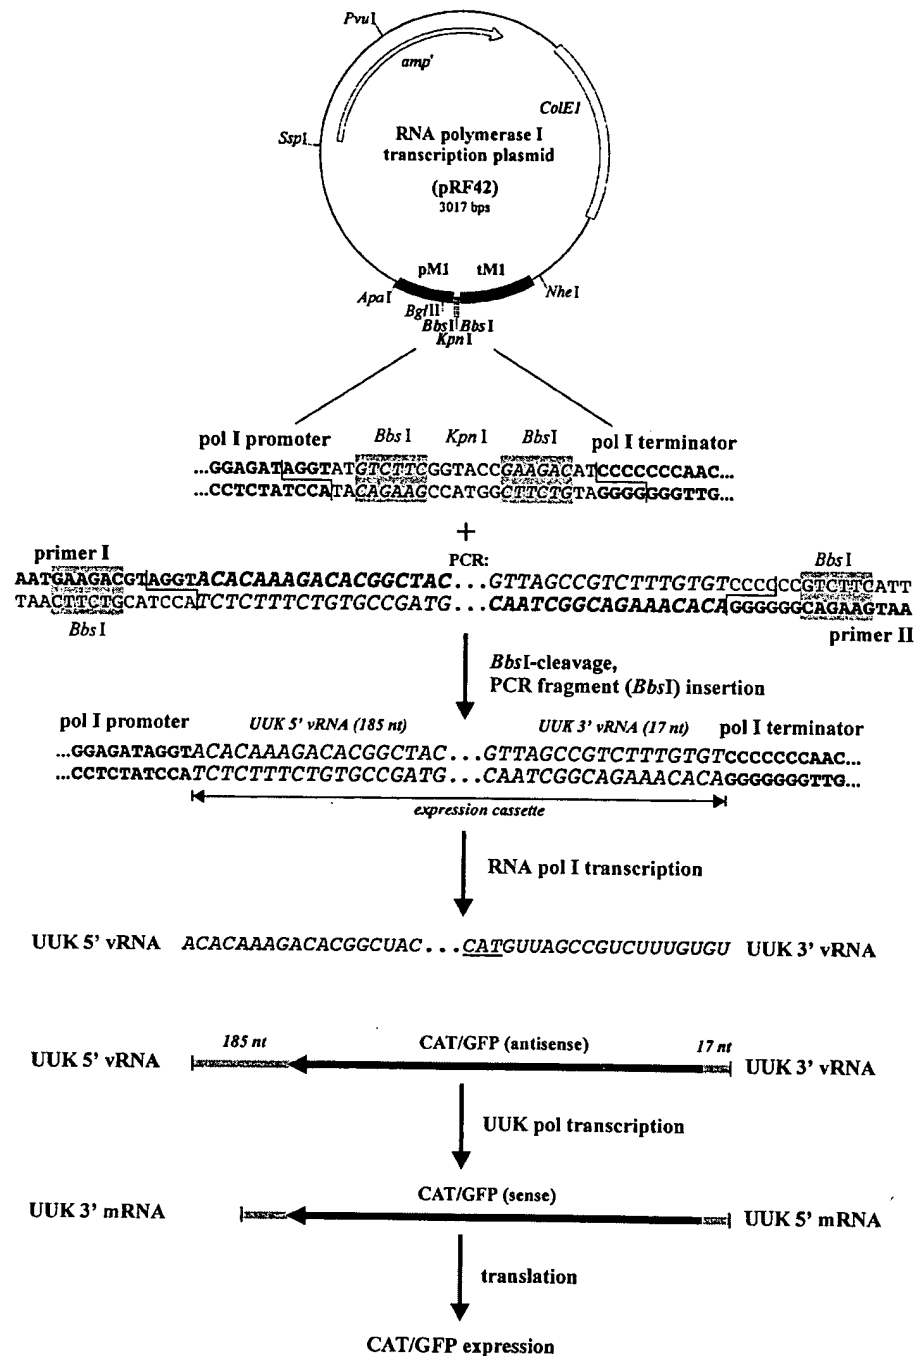 PvuI
amp^r
ColE1
SspI
RNA polymerase I
transcription plasmid
(pRF42)
3017 bps
pM1 tM1
ApaI NheI
BglII
BbsI BbsI
KpnI
pol I promoter BbsI KpnI BbsI pol I terminator
...GGAGATAGGTATGTCTTCGGTACCGAAGACATCCCCCCCAAC...
...CCTCTATCCATACAGAAGCCATGGCTTCTGTAGGGGGGGTTG...
+
primer I PCR: BbsI
AATGAAGACGTAGGTACACAAAGACACGGCTAC...GTTAGCCGTCTTTGTGTCCCCCCGTCTTCATT
TAACTTCTGCATCCATCTCTTTCTGTGCCGATG...CAATCGGCAGAAACACAGGGGGGCAGAAGTAA
BbsI primer II
BbsI-cleavage,
PCR fragment (BbsI) insertion
pol I promoter UUK 5' vRNA (185 nt) UUK 3' vRNA (17 nt) pol I terminator
...GGAGATAGGTACACAAAGACACGGCTAC...GTTAGCCGTCTTTGTGTCCCCCCCAAC...
...CCTCTATCCATCTCTTTCTGTGCCGATG...CAATCGGCAGAAACACAGGGGGGGTTG...
expression cassette
RNA pol I transcription
UUK 5' vRNA ACACAAAGACACGGCUAC...CATGUUAGCCGUCUUUGUGU UUK 3' vRNA
185 nt CAT/GFP (antisense) 17 nt
UUK 5' vRNA UUK 3' vRNA
UUK pol transcription
CAT/GFP (sense)
UUK 3' mRNA UUK 5' mRNA
translation
CAT/GFP expression